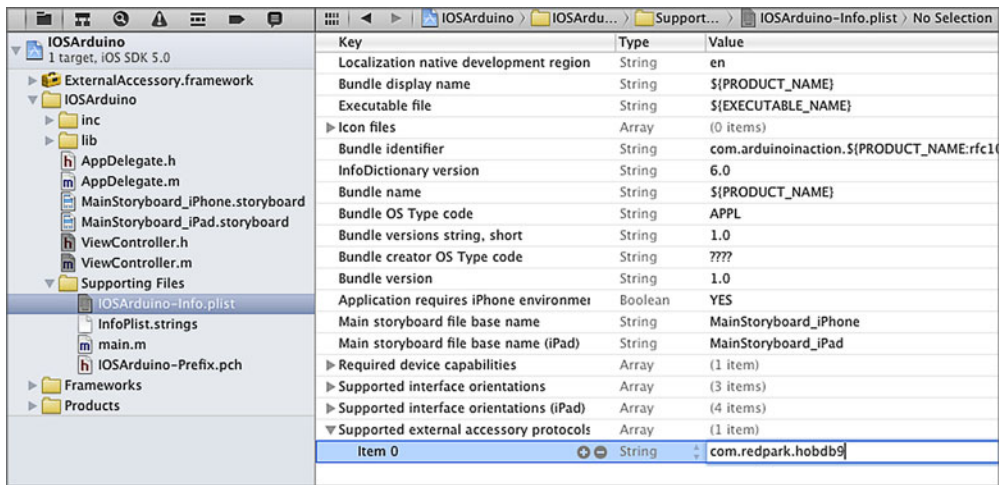 IOSArduino 〉 IOSArdu... 〉 Support... 〉 IOSArduino-Info.plist 〉 No Selection
IOSArduino
1 target, iOS SDK 5.0
ExternalAccessory.framework
IOSArduino
inc
lib
h AppDelegate.h
m AppDelegate.m
MainStoryboard_iPhone.storyboard
MainStoryboard_iPad.storyboard
h ViewController.h
m ViewController.m
Supporting Files
IOSArduino-Info.plist
InfoPlist.strings
m main.m
h IOSArduino-Prefix.pch
Frameworks
Products
Key Type Value
Localization native development region String en
Bundle display name String ${PRODUCT_NAME}
Executable file String ${EXECUTABLE_NAME}
Icon files Array (0 items)
Bundle identifier String com.arduinoinaction.${PRODUCT_NAME:rfc10
InfoDictionary version String 6.0
Bundle name String ${PRODUCT_NAME}
Bundle OS Type code String APPL
Bundle versions string, short String 1.0
Bundle creator OS Type code String ????
Bundle version String 1.0
Application requires iPhone environmer Boolean YES
Main storyboard file base name String MainStoryboard_iPhone
Main storyboard file base name (iPad) String MainStoryboard_iPad
Required device capabilities Array (1 item)
Supported interface orientations Array (3 items)
Supported interface orientations (iPad) Array (4 items)
Supported external accessory protocols Array (1 item)
Item 0 String com.redpark.hobdb9